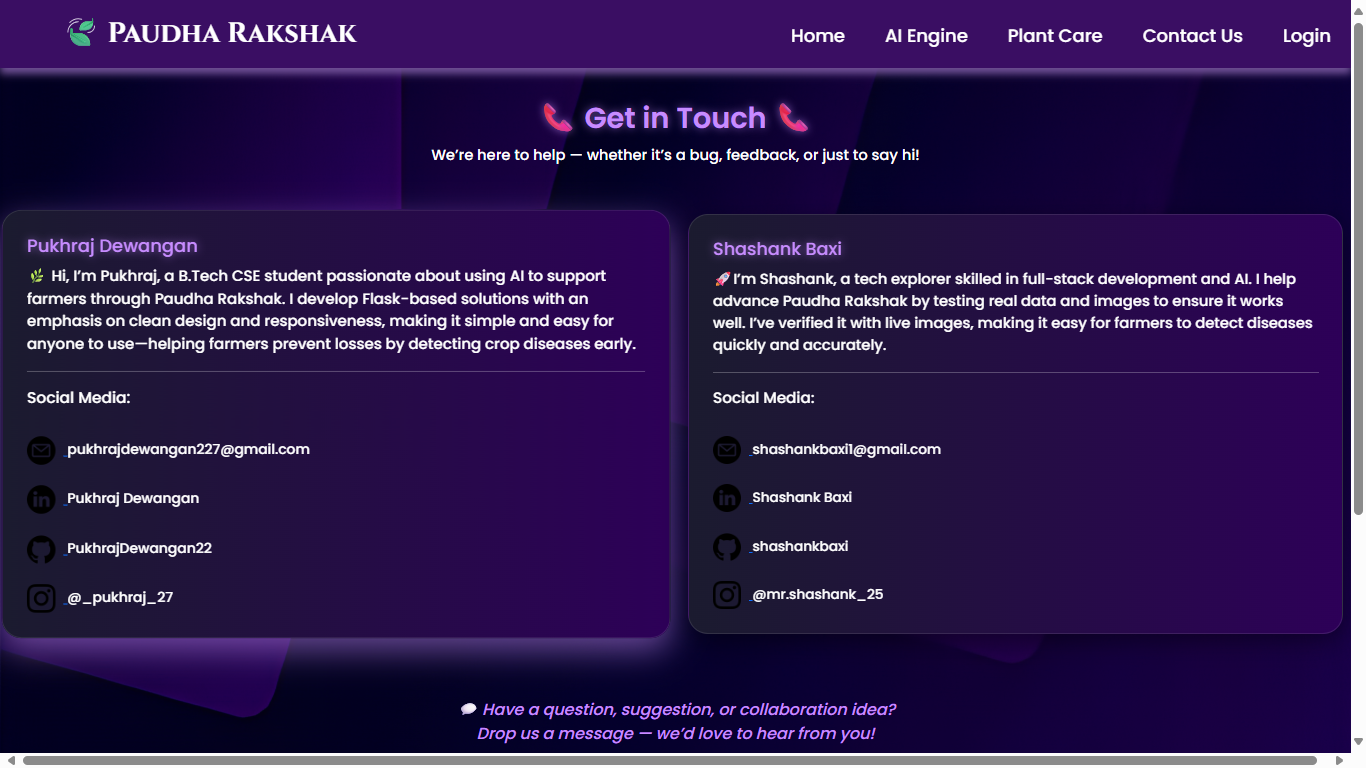 Paudha Rakshak
Home AI Engine Plant Care Contact Us Login
📞 Get in Touch 📞
We're here to help — whether it's a bug, feedback, or just to say hi!
Pukhraj Dewangan
🌿 Hi, I'm Pukhraj, a B.Tech CSE student passionate about using AI to support
farmers through Paudha Rakshak. I develop Flask-based solutions with an
emphasis on clean design and responsiveness, making it simple and easy for
anyone to use—helping farmers prevent losses by detecting crop diseases early.
Social Media:
pukhrajdewangan227@gmail.com
Pukhraj Dewangan
PukhrajDewangan22
@_pukhraj_27
Shashank Baxi
🚀I'm Shashank, a tech explorer skilled in full-stack development and AI. I help
advance Paudha Rakshak by testing real data and images to ensure it works
well. I've verified it with live images, making it easy for farmers to detect diseases
quickly and accurately.
Social Media:
shashankbaxi1@gmail.com
Shashank Baxi
shashankbaxi
@mr.shashank_25
💬 Have a question, suggestion, or collaboration idea?
Drop us a message — we'd love to hear from you!